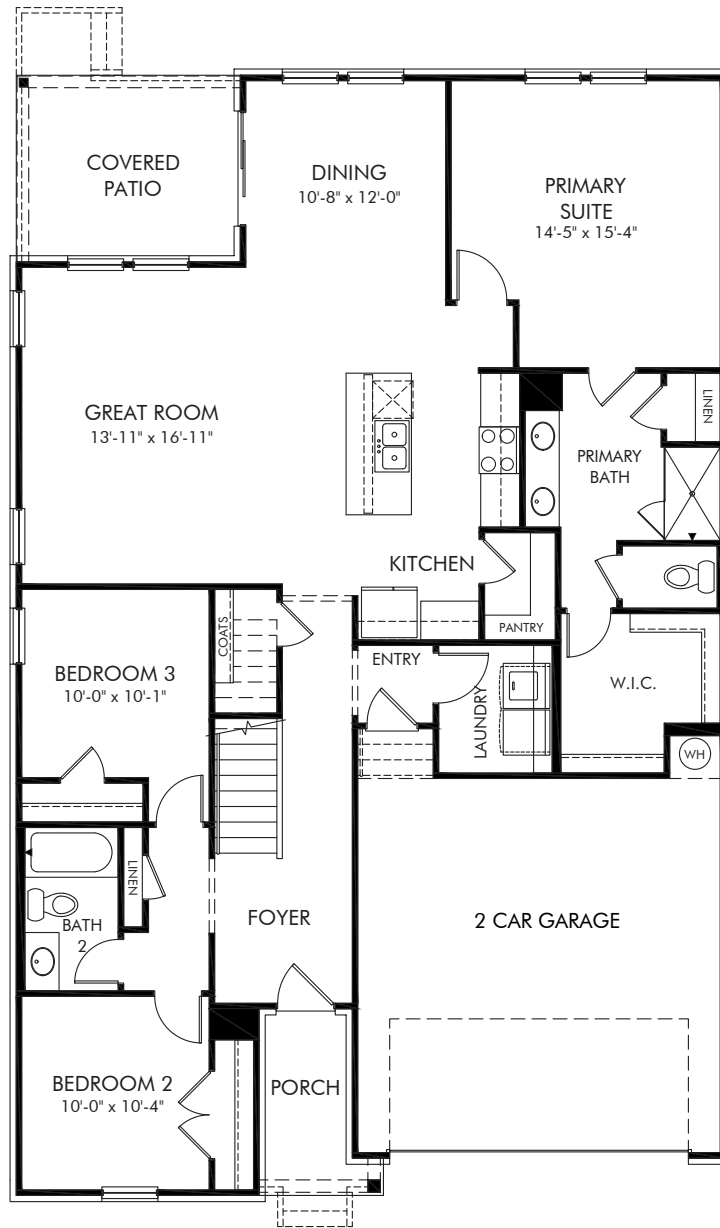 COVERED
PATIO
DINING
10'-8" x 12'-0"
PRIMARY
SUITE
14'-5" x 15'-4"
GREAT ROOM
13'-11" x 16'-11"
LINEN
PRIMARY
BATH
KITCHEN
PANTRY
COATS
ENTRY
LAUNDRY
W.I.C.
BEDROOM 3
10'-0" x 10'-1"
WH
LINEN
BATH
2
FOYER
2 CAR GARAGE
BEDROOM 2
10'-0" x 10'-4"
PORCH